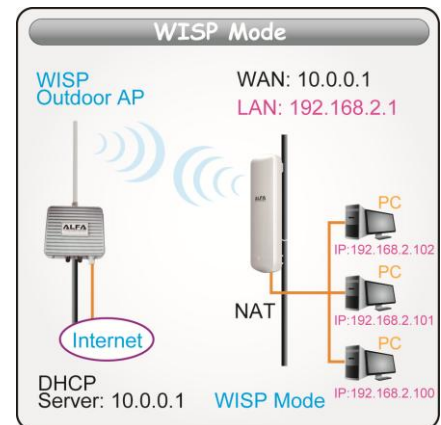 WISP Mode
WISP
Outdoor AP
WAN: 10.0.0.1
LAN: 192.168.2.1
ALFA
ALFA
PC
IP:192.168.2.102
PC
NAT
IP:192.168.2.101
PC
Internet
DHCP
Server: 10.0.0.1
WISP Mode
IP:192.168.2.100